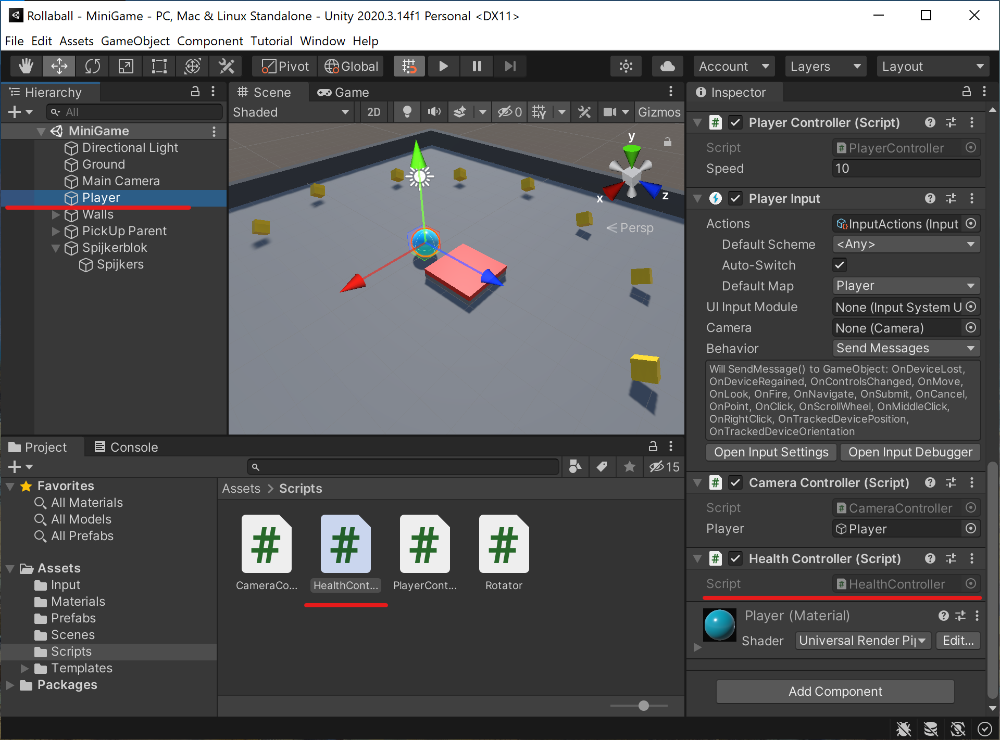 Rollaball - MiniGame - PC, Mac & Linux Standalone - Unity 2020.3.14f1 Personal <DX11>
File Edit Assets GameObject Component Tutorial Window Help
Pivot Global Account Layers Layout
Hierarchy
All
MiniGame
Directional Light
Ground
Main Camera
Player
Walls
PickUp Parent
Spijkerblok
Spijkers
Scene Game
Shaded 2D 0 Gizmos
y
x
z
Persp
Inspector
Player Controller (Script)
Script PlayerController
Speed 10
Player Input
Actions InputActions (Input
Default Scheme <Any>
Auto-Switch
Default Map Player
UI Input Module None (Input System U
Camera None (Camera)
Behavior Send Messages
Will SendMessage() to GameObject: OnDeviceLost,
OnDeviceRegained, OnControlsChanged, OnMove,
OnLook, OnFire, OnNavigate, OnSubmit, OnCancel,
OnPoint, OnClick, OnScrollWheel, OnMiddleClick,
OnRightClick, OnTrackedDevicePosition,
OnTrackedDeviceOrientation
Open Input Settings Open Input Debugger
Camera Controller (Script)
Script CameraController
Player Player
Health Controller (Script)
Script HealthController
Player (Material)
Shader Universal Render Pip Edit...
Add Component
Project Console
15
Favorites
All Materials
All Models
All Prefabs
Assets
Input
Materials
Prefabs
Scenes
Scripts
Templates
Packages
Assets > Scripts
CameraCo... HealthCont... PlayerCont... Rotator